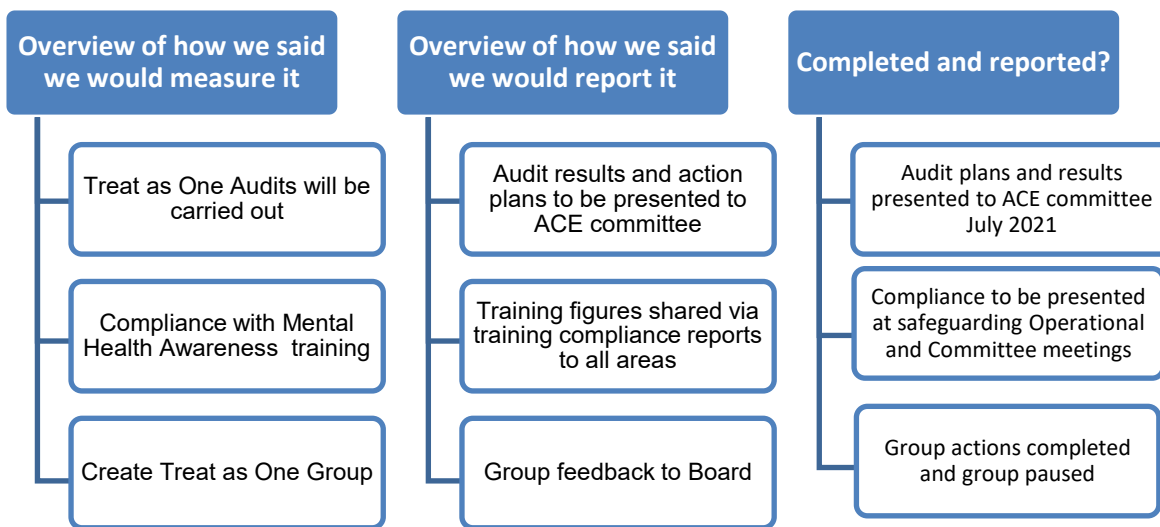 Overview of how we said
we would measure it
Treat as One Audits will be
carried out
Compliance with Mental
Health Awareness  training
Create Treat as One Group
Overview of how we said
we would report it
Audit results and action
plans to be presented to
ACE committee
Training figures shared via
training compliance reports
to all areas
Group feedback to Board
Completed and reported?
Audit plans and results
presented to ACE committee
July 2021
Compliance to be presented
at safeguarding Operational
and Committee meetings
Group actions completed
and group paused